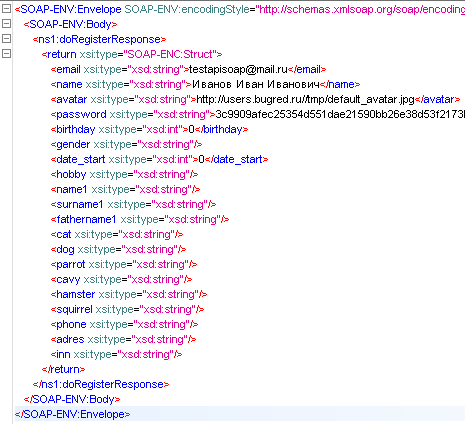 <SOAP-ENV:Envelope SOAP-ENV:encodingStyle="http://schemas.xmlsoap.org/soap/encoding
<SOAP-ENV:Body>
<ns1:doRegisterResponse>
<return xsi:type="SOAP-ENC:Struct">
<email xsi:type="xsd:string">testapisoap@mail.ru</email>
<name xsi:type="xsd:string">Иванов Иван Иванович</name>
<avatar xsi:type="xsd:string">http://users.bugred.ru//tmp/default_avatar.jpg</avatar>
<password xsi:type="xsd:string">3c9909afec25354d551dae21590bb26e38d53f2173
<birthday xsi:type="xsd:int">0</birthday>
<gender xsi:type="xsd:string"/>
<date_start xsi:type="xsd:int">0</date_start>
<hobby xsi:type="xsd:string"/>
<name1 xsi:type="xsd:string"/>
<surname1 xsi:type="xsd:string"/>
<fathername1 xsi:type="xsd:string"/>
<cat xsi:type="xsd:string"/>
<dog xsi:type="xsd:string"/>
<parrot xsi:type="xsd:string"/>
<cavy xsi:type="xsd:string"/>
<hamster xsi:type="xsd:string"/>
<squirrel xsi:type="xsd:string"/>
<phone xsi:type="xsd:string"/>
<adres xsi:type="xsd:string"/>
<inn xsi:type="xsd:string"/>
</return>
</ns1:doRegisterResponse>
</SOAP-ENV:Body>
</SOAP-ENV:Envelope>